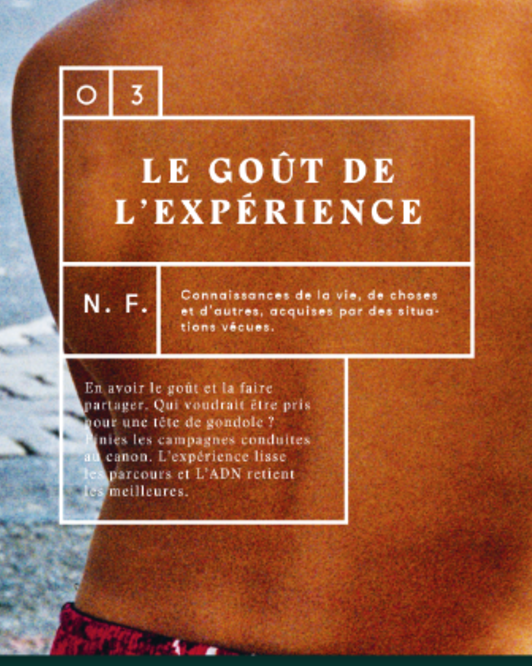 O 3
LE GOÛT DE
L'EXPÉRIENCE
N. F.
Connaissances de la vie, de choses
et d'autres, acquises par des situa-
tions vécues.
En avoir le goût et la faire
partager. Qui voudrait être pris
pour une tête de gondole ?
Finies les campagnes conduites
au canon. L'expérience lisse
les parcours et L'ADN retient
les meilleures.